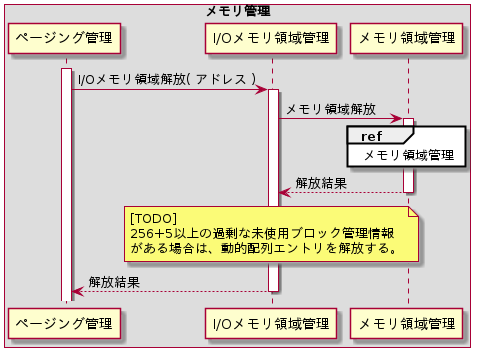 メモリ管理
ページング管理
I/Oメモリ領域管理
メモリ領域管理
I/Oメモリ領域解放( アドレス )
メモリ領域解放
ref
メモリ領域管理
解放結果
[TODO]
256+5以上の過剰な未使用ブロック管理情報
がある場合は、動的配列エントリを解放する。
解放結果
ページング管理
I/Oメモリ領域管理
メモリ領域管理